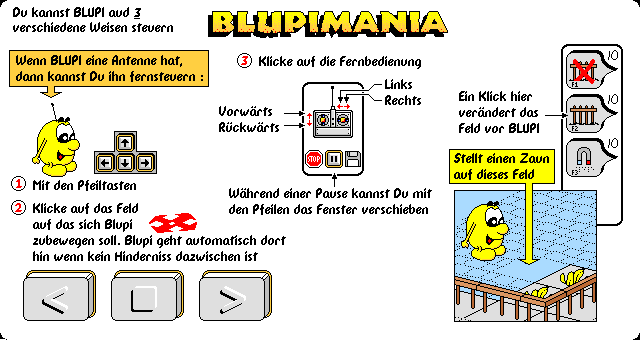 Du kannst BLUPI aud 3
verschiedene Weisen steuern
BLUPIMANIA
Wenn BLUPI eine Antenne hat,
dann kannst Du ihn fernsteuern :
1 Mit den Pfeiltasten
2 Klicke auf das Feld
auf das sich Blupi
zubewegen soll. Blupi geht automatisch dort
hin wenn kein Hinderniss dazwischen ist
3 Klicke auf die Fernbedienung
Links
Rechts
Vorwärts
Rückwärts
STOP
Während einer Pause kannst Du mit
den Pfeilen das Fenster verschieben
Ein Klick hier
verändert das
Feld vor BLUPI
10
F1
10
F2
10
F3
Stellt einen Zaun
auf dieses Feld